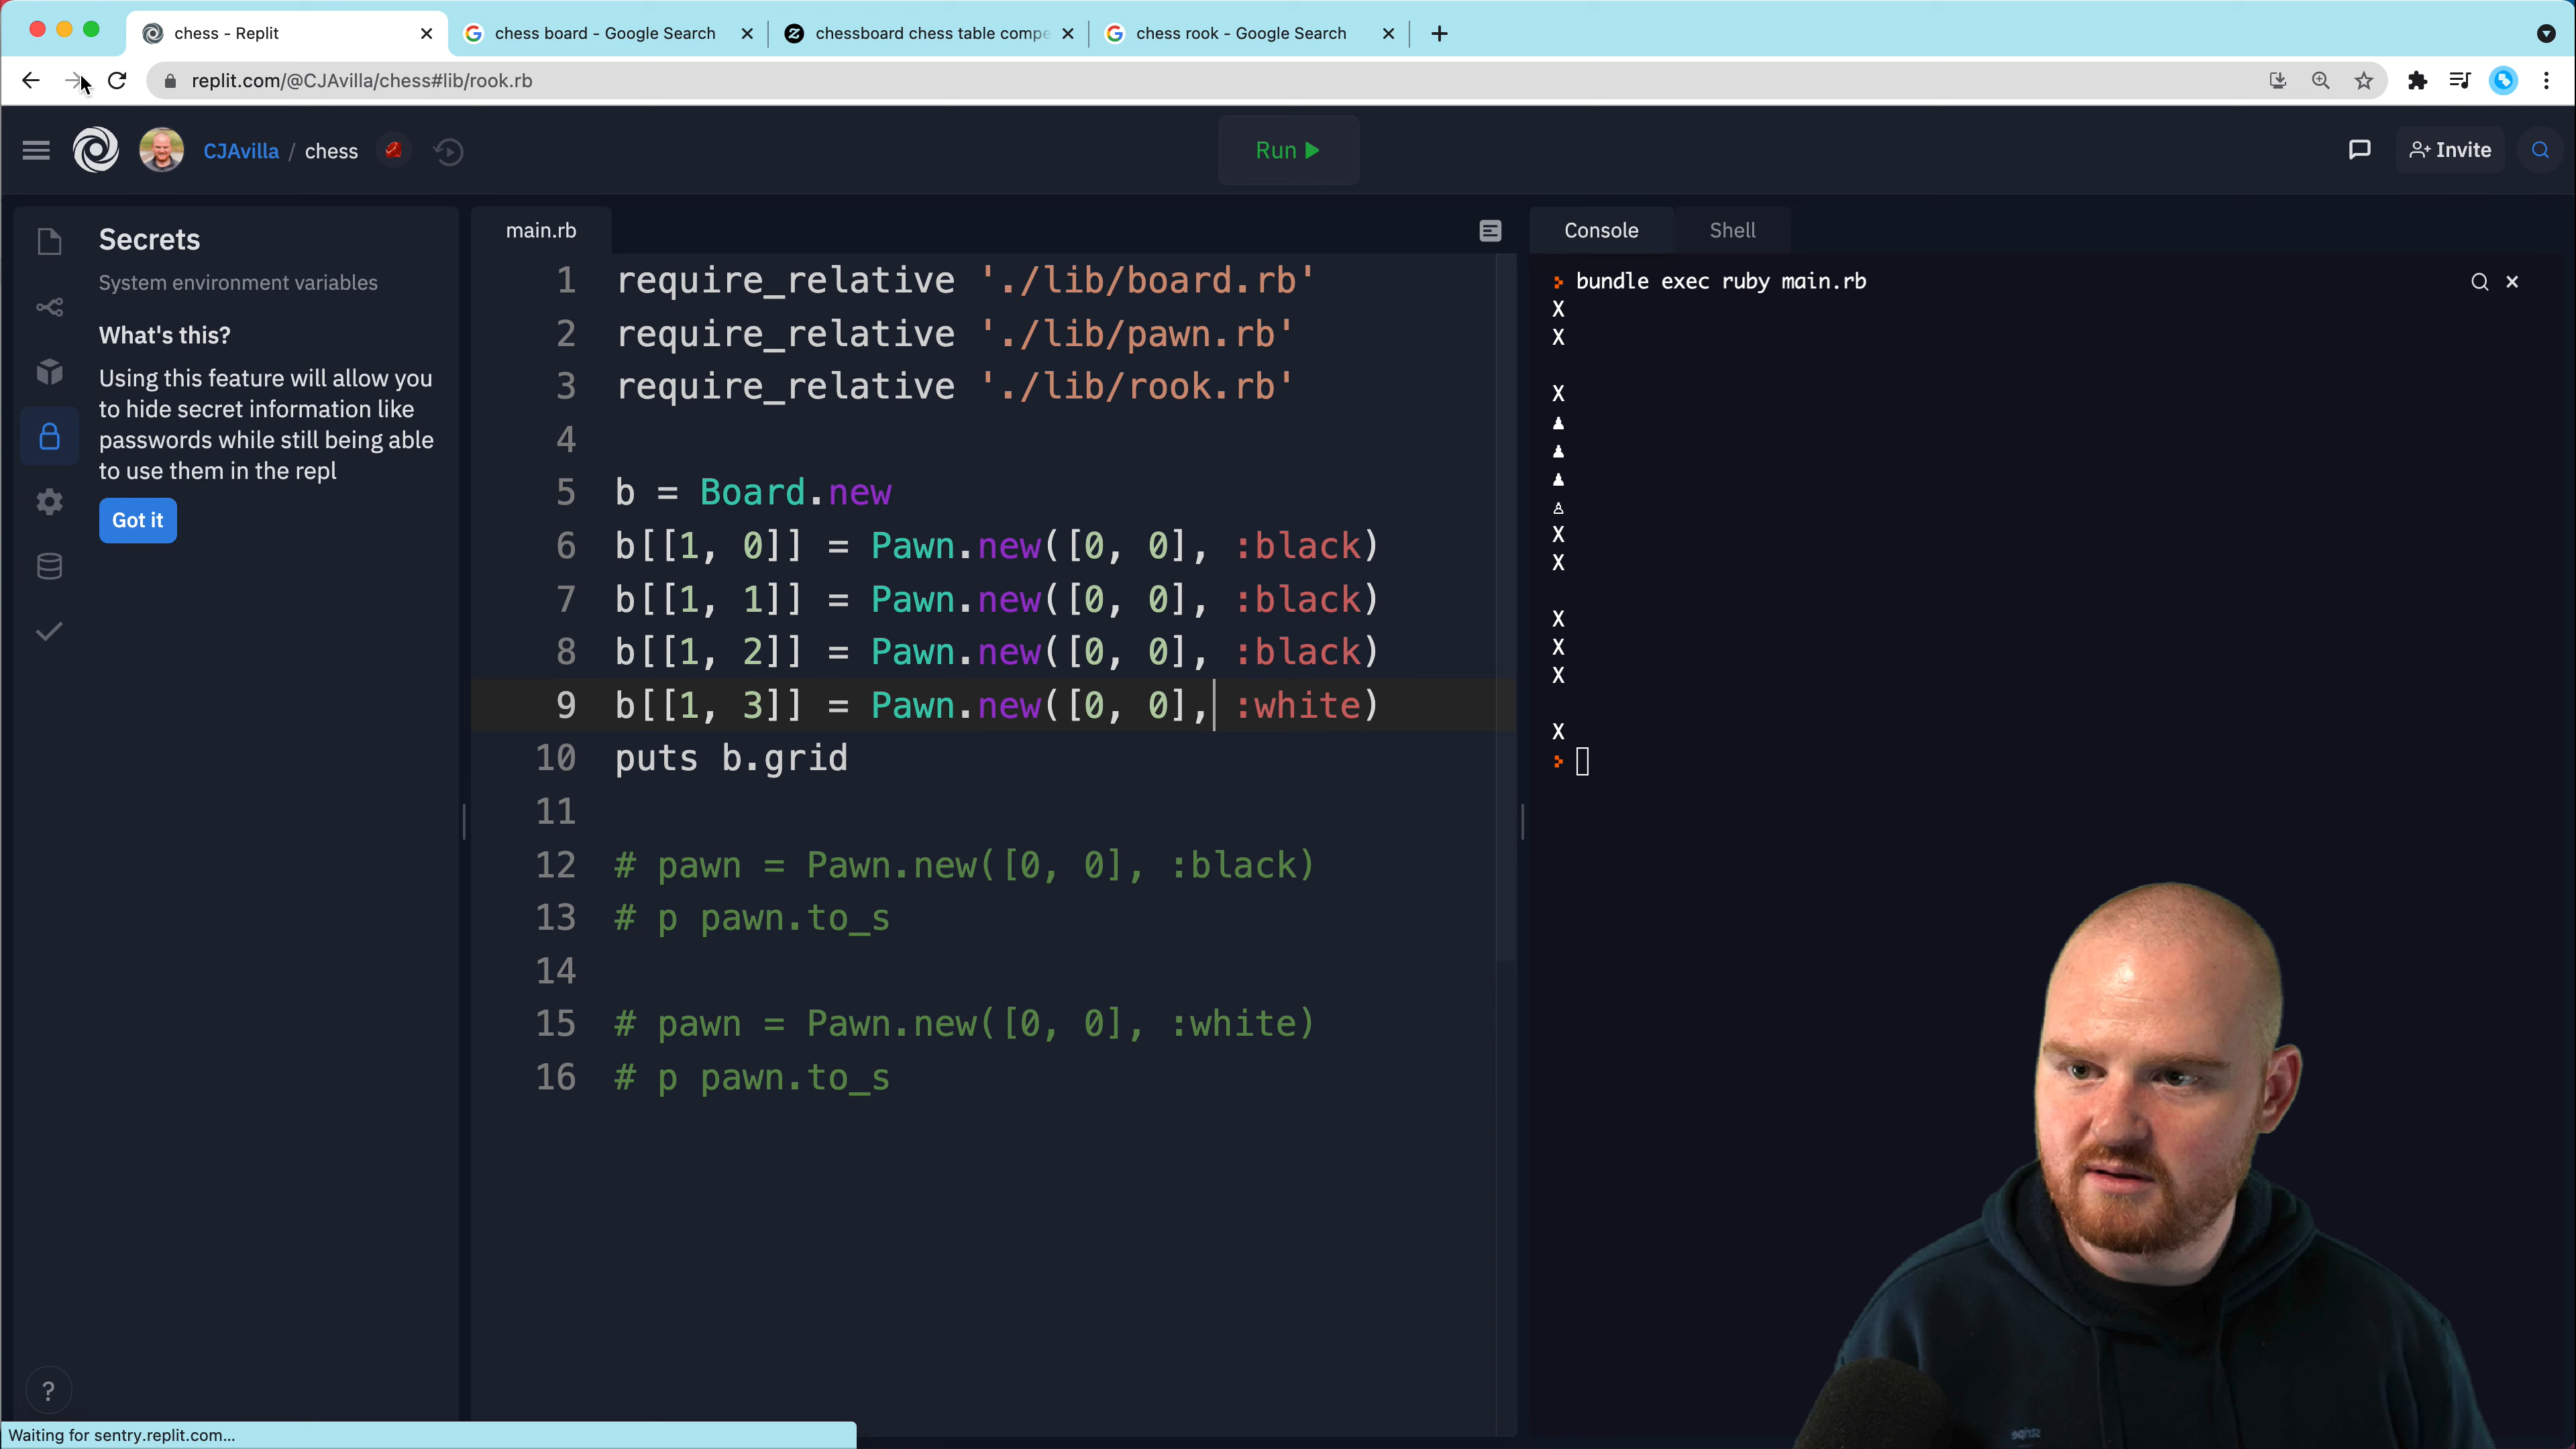 chess - Replit
chess board - Google Search
chessboard chess table compe
chess rook - Google Search
replit.com/@CJAvilla/chess#lib/rook.rb
CJAvilla / chess
Run
Invite
Secrets
System environment variables
What's this?
Using this feature will allow you
to hide secret information like
passwords while still being able
to use them in the repl
Got it
main.rb
1 require_relative './lib/board.rb'
2 require_relative './lib/pawn.rb'
3 require_relative './lib/rook.rb'
4
5 b = Board.new
6 b[[1, 0]] = Pawn.new([0, 0], :black)
7 b[[1, 1]] = Pawn.new([0, 0], :black)
8 b[[1, 2]] = Pawn.new([0, 0], :black)
9 b[[1, 3]] = Pawn.new([0, 0], :white)
10 puts b.grid
11
12 # pawn = Pawn.new([0, 0], :black)
13 # p pawn.to_s
14
15 # pawn = Pawn.new([0, 0], :white)
16 # p pawn.to_s
Console
Shell
bundle exec ruby main.rb
X
X
X
♟
♟
♟
♙
X
X
X
X
X
X
?
Waiting for sentry.replit.com...
stripe